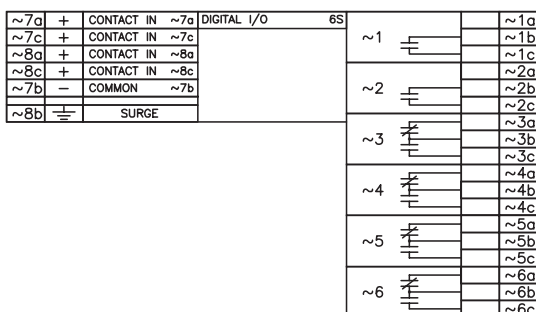 ~7a + CONTACT IN ~7a DIGITAL I/O 6S
~7c + CONTACT IN ~7c
~8a + CONTACT IN ~8a
~8c + CONTACT IN ~8c
~7b – COMMON ~7b
~8b SURGE
~1
~1a
~1b
~1c
~2
~2a
~2b
~2c
~3
~3a
~3b
~3c
~4
~4a
~4b
~4c
~5
~5a
~5b
~5c
~6
~6a
~6b
~6c